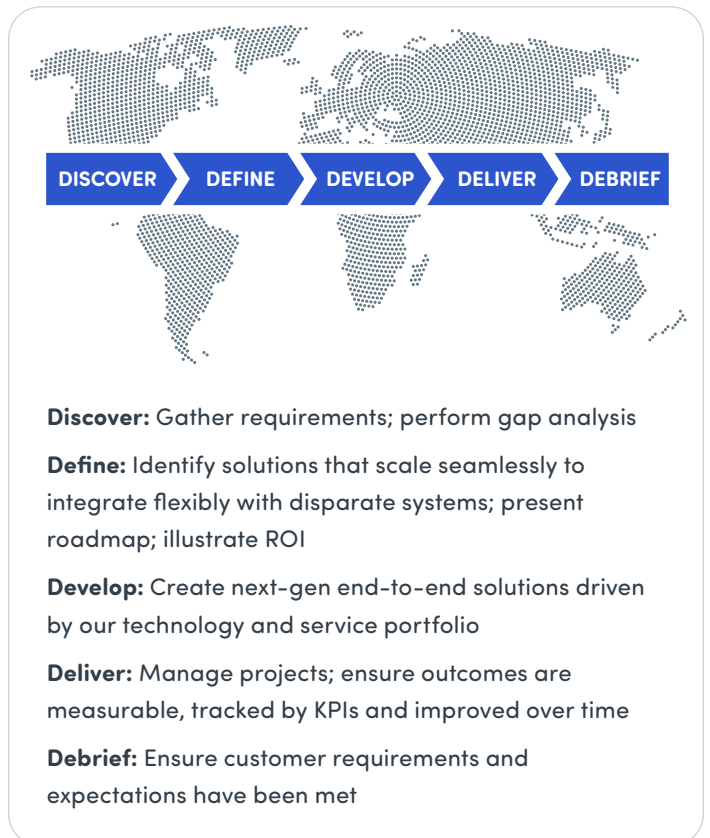 DISCOVER DEFINE DEVELOP DELIVER DEBRIEF
Discover: Gather requirements; perform gap analysis
Define: Identify solutions that scale seamlessly to
integrate flexibly with disparate systems; present
roadmap; illustrate ROI
Develop: Create next-gen end-to-end solutions driven
by our technology and service portfolio
Deliver: Manage projects; ensure outcomes are
measurable, tracked by KPIs and improved over time
Debrief: Ensure customer requirements and
expectations have been met